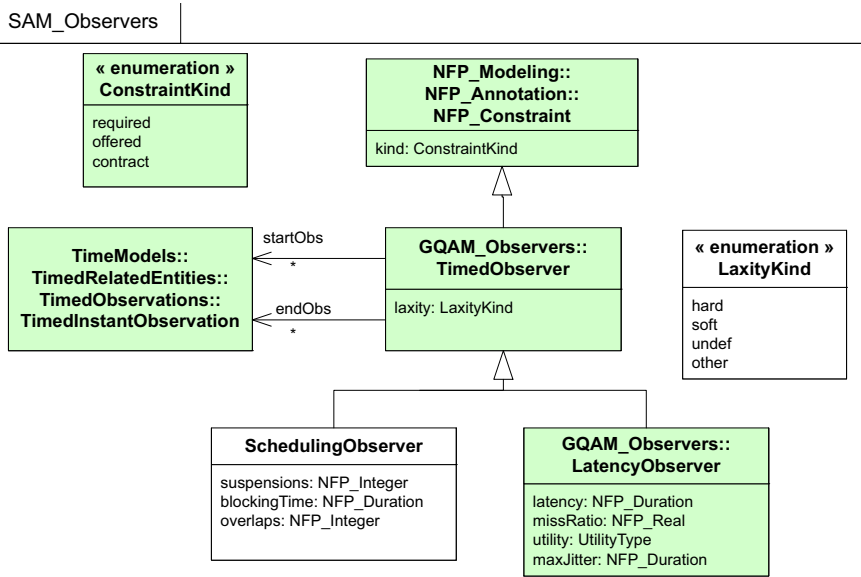 SAM_Observers
« enumeration »
ConstraintKind
required
offered
contract
NFP_Modeling::
NFP_Annotation::
NFP_Constraint
kind: ConstraintKind
TimeModels::
TimedRelatedEntities::
TimedObservations::
TimedInstantObservation
startObs
*
endObs
*
GQAM_Observers::
TimedObserver
laxity: LaxityKind
« enumeration »
LaxityKind
hard
soft
undef
other
SchedulingObserver
suspensions: NFP_Integer
blockingTime: NFP_Duration
overlaps: NFP_Integer
GQAM_Observers::
LatencyObserver
latency: NFP_Duration
missRatio: NFP_Real
utility: UtilityType
maxJitter: NFP_Duration